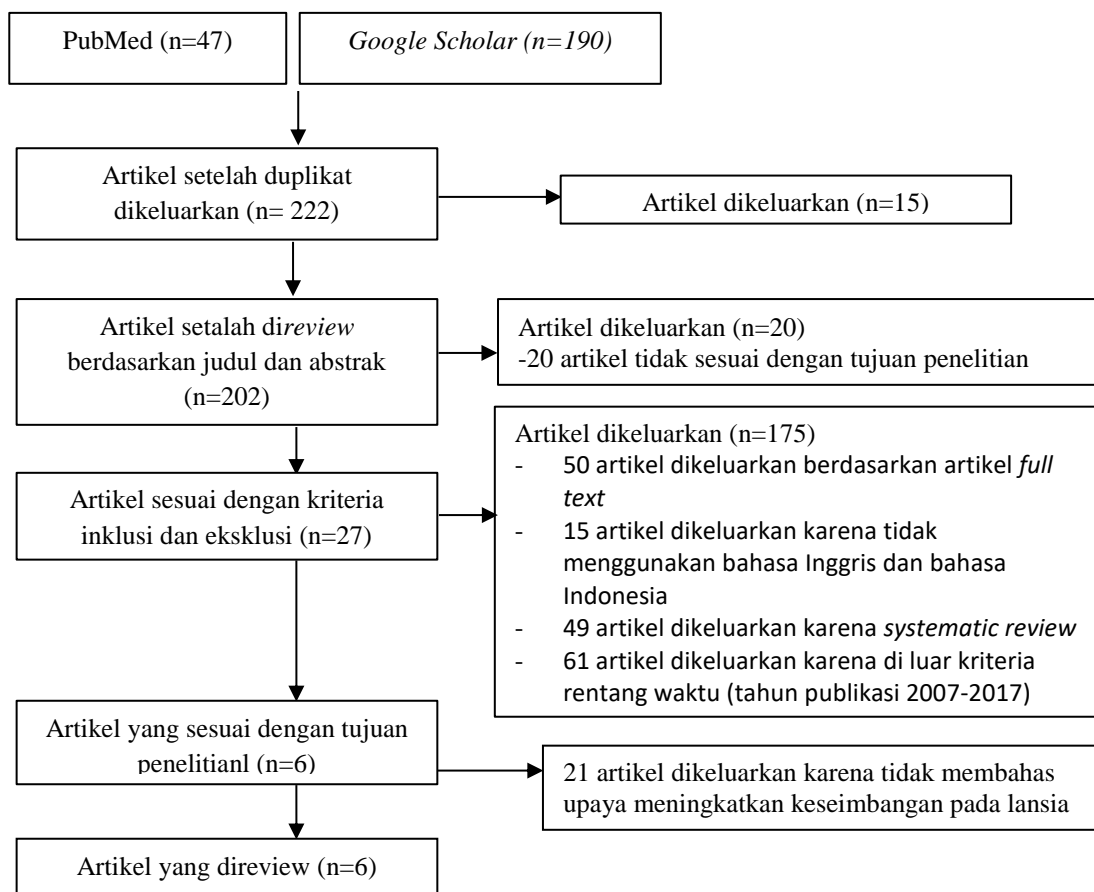 PubMed (n=47)
Google Scholar (n=190)
Artikel setelah duplikat
dikeluarkan (n= 222)
Artikel dikeluarkan (n=15)
Artikel setalah direview
berdasarkan judul dan abstrak
(n=202)
Artikel dikeluarkan (n=20)
-20 artikel tidak sesuai dengan tujuan penelitian
Artikel sesuai dengan kriteria
inklusi dan eksklusi (n=27)
Artikel dikeluarkan (n=175)
- 50 artikel dikeluarkan berdasarkan artikel full
text
- 15 artikel dikeluarkan karena tidak
menggunakan bahasa Inggris dan bahasa
Indonesia
- 49 artikel dikeluarkan karena systematic review
- 61 artikel dikeluarkan karena di luar kriteria
rentang waktu (tahun publikasi 2007-2017)
Artikel yang sesuai dengan tujuan
penelitianl (n=6)
21 artikel dikeluarkan karena tidak membahas
upaya meningkatkan keseimbangan pada lansia
Artikel yang direview (n=6)